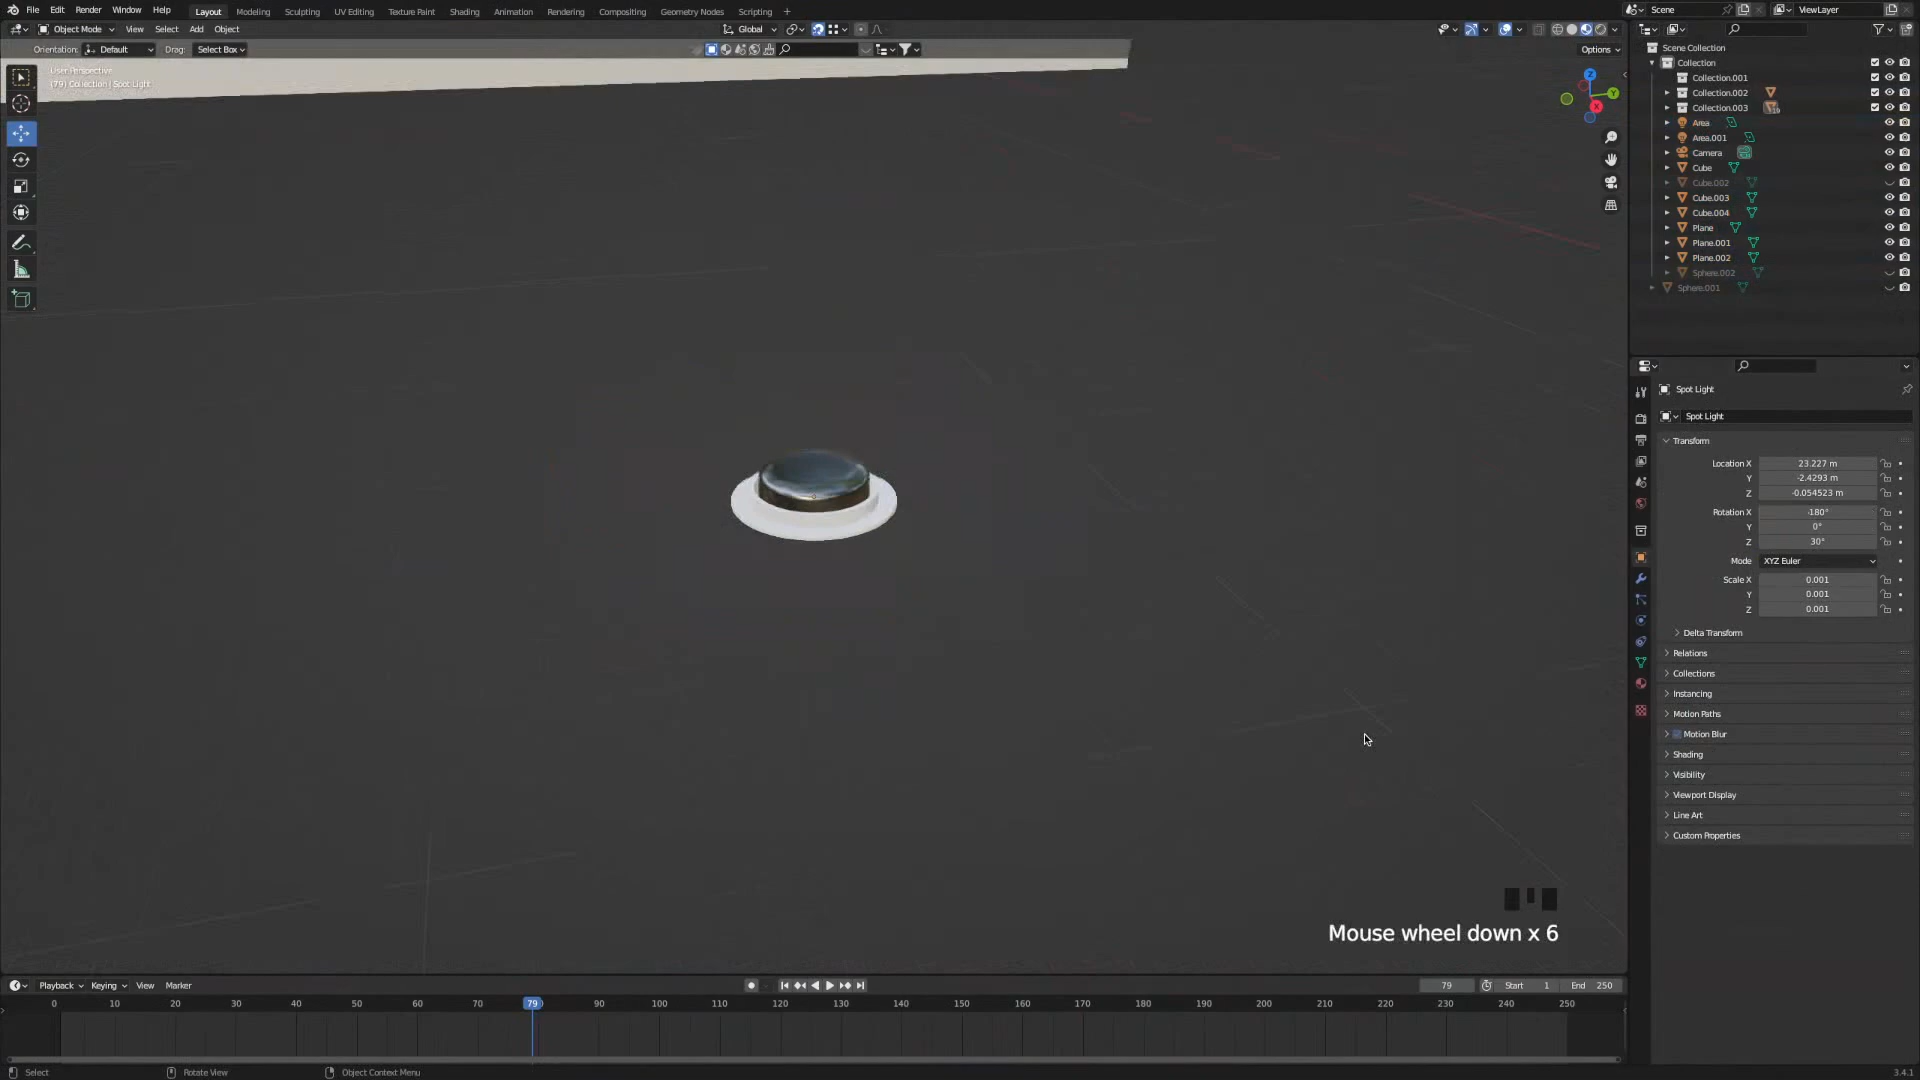 File Edit Render Window Help Layout Modeling Sculpting UV Editing Texture Paint Shading Animation Rendering Compositing Geometry Nodes Scripting + Scene ViewLayer
Object Mode View Select Add Object Global
Orientation: Default Drag: Select Box Options
User Perspective
(79) Collection | Spot Light
Z
Y
X
Scene Collection
Collection
Collection.001
Collection.002
Collection.003
Area
Area.001
Camera
Cube
Cube.002
Cube.003
Cube.004
Plane
Plane.001
Plane.002
Sphere.002
Sphere.001
Spot Light
Spot Light
Transform
Location X 23.227 m
Y -2.4293 m
Z -0.054523 m
Rotation X -180°
Y 0°
Z 30°
Mode XYZ Euler
Scale X 0.001
Y 0.001
Z 0.001
Delta Transform
Relations
Collections
Instancing
Motion Paths
Motion Blur
Shading
Visibility
Viewport Display
Line Art
Custom Properties
Mouse wheel down x 6
Playback Keying View Marker 79 Start 1 End 250
0 10 20 30 40 50 60 70 79 90 100 110 120 130 140 150 160 170 180 190 200 210 220 230 240 250
Select Rotate View Object Context Menu 3.4.1